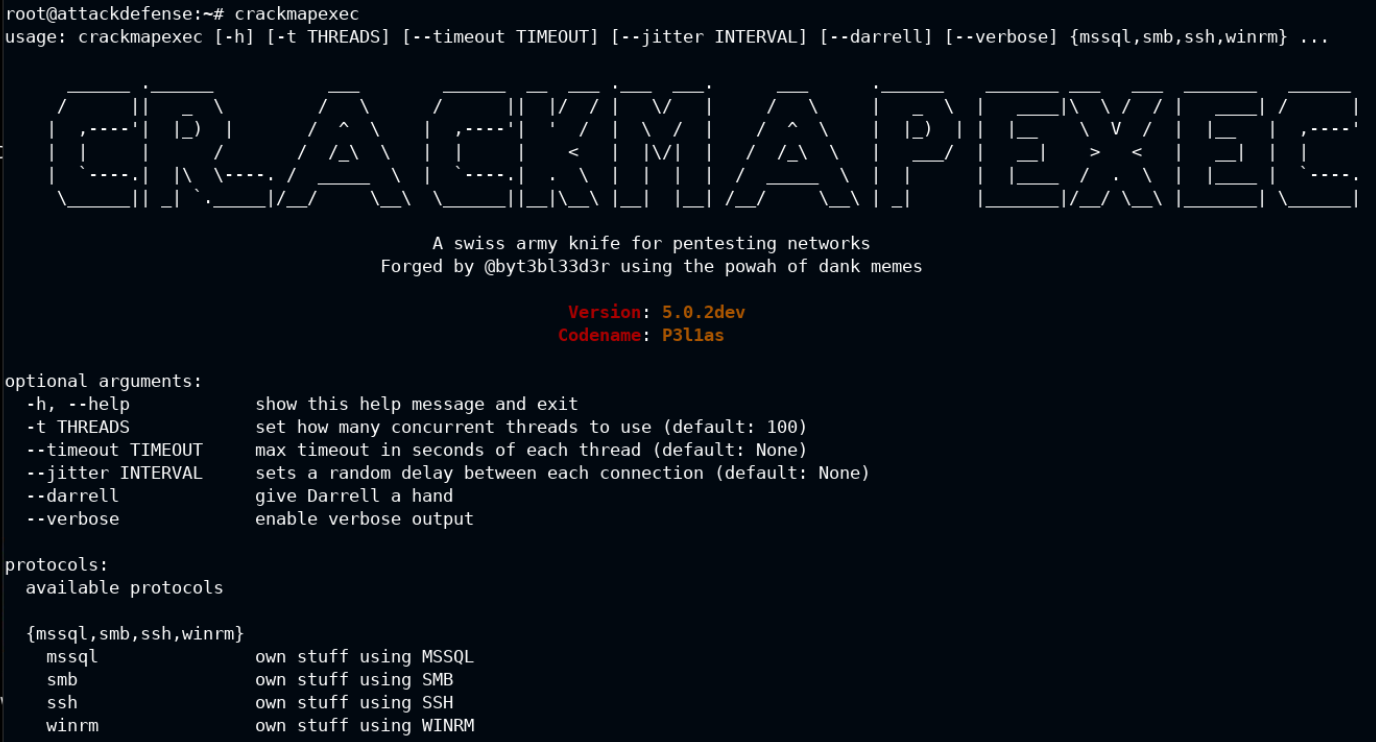 root@attackdefense:~# crackmapexec
usage: crackmapexec [-h] [-t THREADS] [--timeout TIMEOUT] [--jitter INTERVAL] [--darrell] [--verbose] {mssql,smb,ssh,winrm} ...
CRACKMAPEXEC
A swiss army knife for pentesting networks
Forged by @byt3bl33d3r using the powah of dank memes
Version: 5.0.2dev
Codename: P3l1as
optional arguments:
-h, --help show this help message and exit
-t THREADS set how many concurrent threads to use (default: 100)
--timeout TIMEOUT max timeout in seconds of each thread (default: None)
--jitter INTERVAL sets a random delay between each connection (default: None)
--darrell give Darrell a hand
--verbose enable verbose output
protocols:
available protocols
{mssql,smb,ssh,winrm}
mssql own stuff using MSSQL
smb own stuff using SMB
ssh own stuff using SSH
winrm own stuff using WINRM